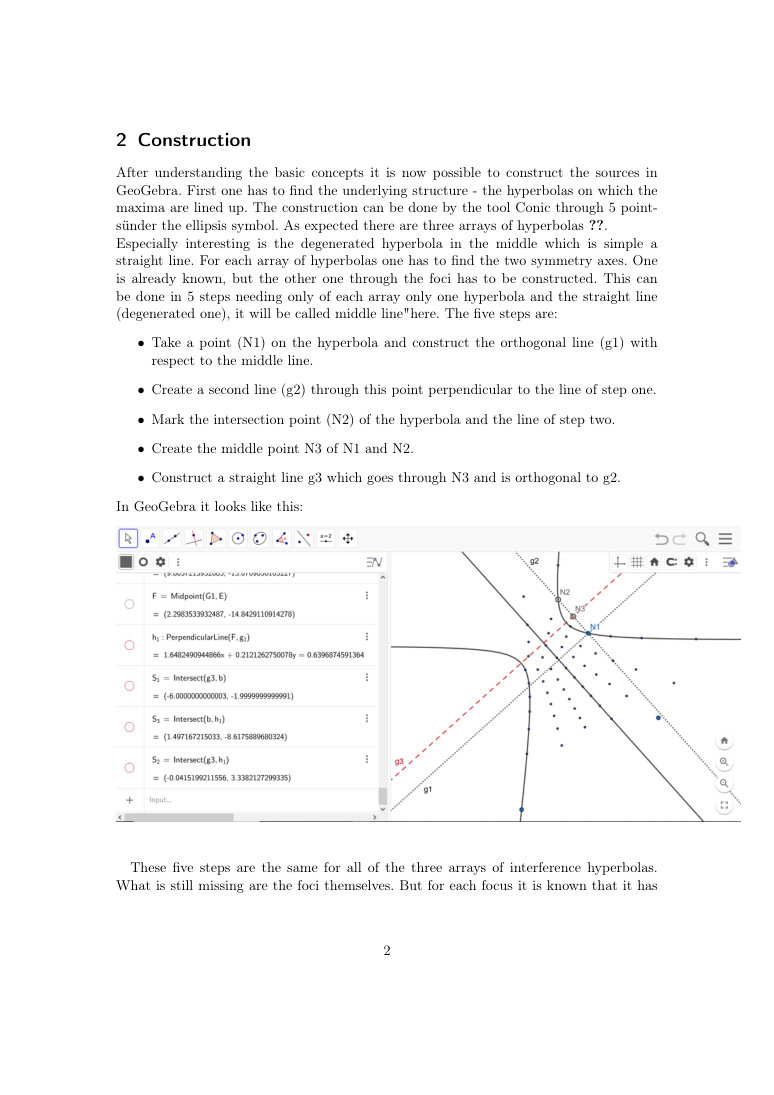 2 Construction
After understanding the basic concepts it is now possible to construct the sources in
GeoGebra. First one has to find the underlying structure - the hyperbolas on which the
maxima are lined up. The construction can be done by the tool Conic through 5 point-
sünder the ellipsis symbol. As expected there are three arrays of hyperbolas ??.
Especially interesting is the degenerated hyperbola in the middle which is simple a
straight line. For each array of hyperbolas one has to find the two symmetry axes. One
is already known, but the other one through the foci has to be constructed. This can
be done in 5 steps needing only of each array only one hyperbola and the straight line
(degenerated one), it will be called middle line"here. The five steps are:
• Take a point (N1) on the hyperbola and construct the orthogonal line (g1) with
respect to the middle line.
• Create a second line (g2) through this point perpendicular to the line of step one.
• Mark the intersection point (N2) of the hyperbola and the line of step two.
• Create the middle point N3 of N1 and N2.
• Construct a straight line g3 which goes through N3 and is orthogonal to g2.
In GeoGebra it looks like this:
A
a=2
N
F = Midpoint(G1, E)
= (2.2983533932487, -14.8429110914278)
h₁ : PerpendicularLine(F, g₁)
= 1.6482490944866x + 0.2121262750078y = 0.6396874591364
S₁ = Intersect(g3, b)
= (-6.0000000000003, -1.9999999999991)
S₃ = Intersect(b, h₁)
= (1.497167215033, -8.6175889680324)
S₂ = Intersect(g3, h₁)
= (-0.0415199211556, 3.3382127299335)
+ Input...
g2
N2
N3
N1
g3
g1
These five steps are the same for all of the three arrays of interference hyperbolas.
What is still missing are the foci themselves. But for each focus it is known that it has
2